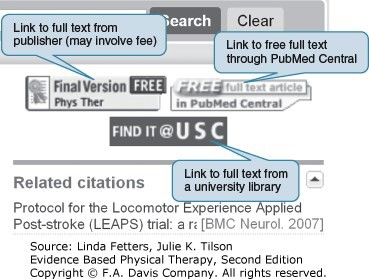 Link to full text from
publisher (may involve fee)
Search
Clear
Link to free full text
through PubMed Central
Final Version FREE
Phys Ther
FREE full text article
in PubMed Central
FIND IT @ USC
Link to full text from
a university library
Related citations
Protocol for the Locomotor Experience Applied
Post-stroke (LEAPS) trial: a ra [BMC Neurol. 2007]
Source: Linda Fetters, Julie K. Tilson
Evidence Based Physical Therapy, Second Edition
Copyright © F.A. Davis Company. All rights reserved.